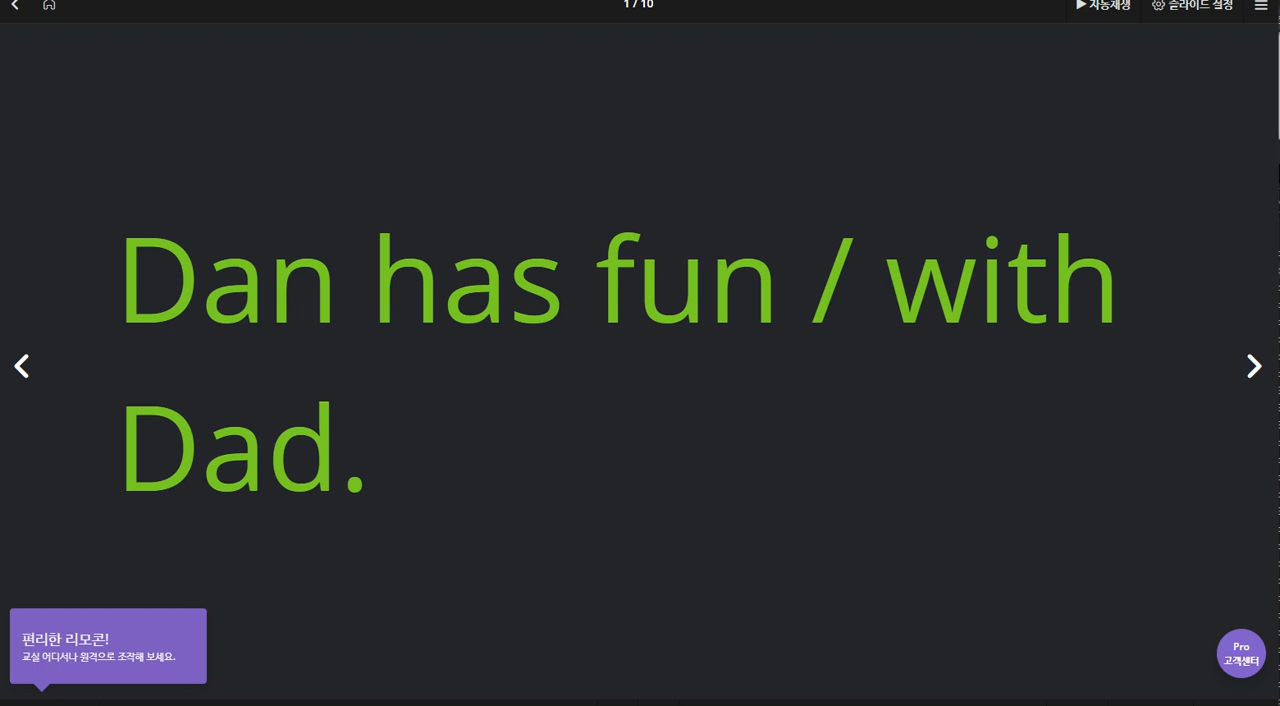 1 / 10
▶ 자동재생
슬라이드 설정
Dan has fun / with
Dad.
편리한 리모콘!
교실 어디서나 원격으로 조작해 보세요.
Pro
고객센터